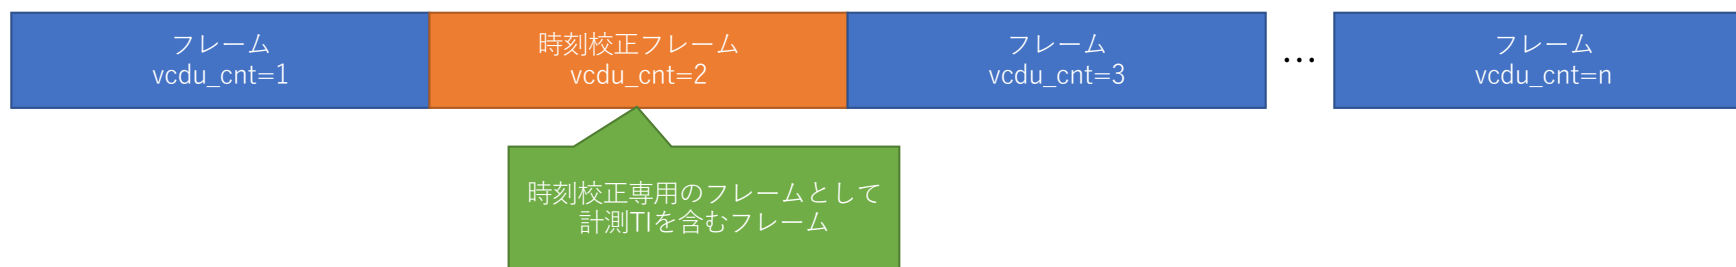 フレーム
vcdu_cnt=1
時刻校正フレーム
vcdu_cnt=2
フレーム
vcdu_cnt=3
…
フレーム
vcdu_cnt=n
時刻校正専用のフレームとして
計測TIを含むフレーム